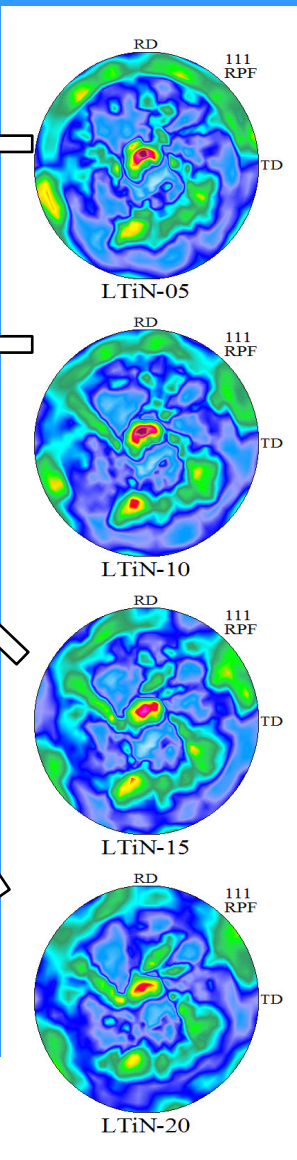 RD
111
RPF
TD
LTiN-05
RD
111
RPF
TD
LTiN-10
RD
111
RPF
TD
LTiN-15
RD
111
RPF
TD
LTiN-20